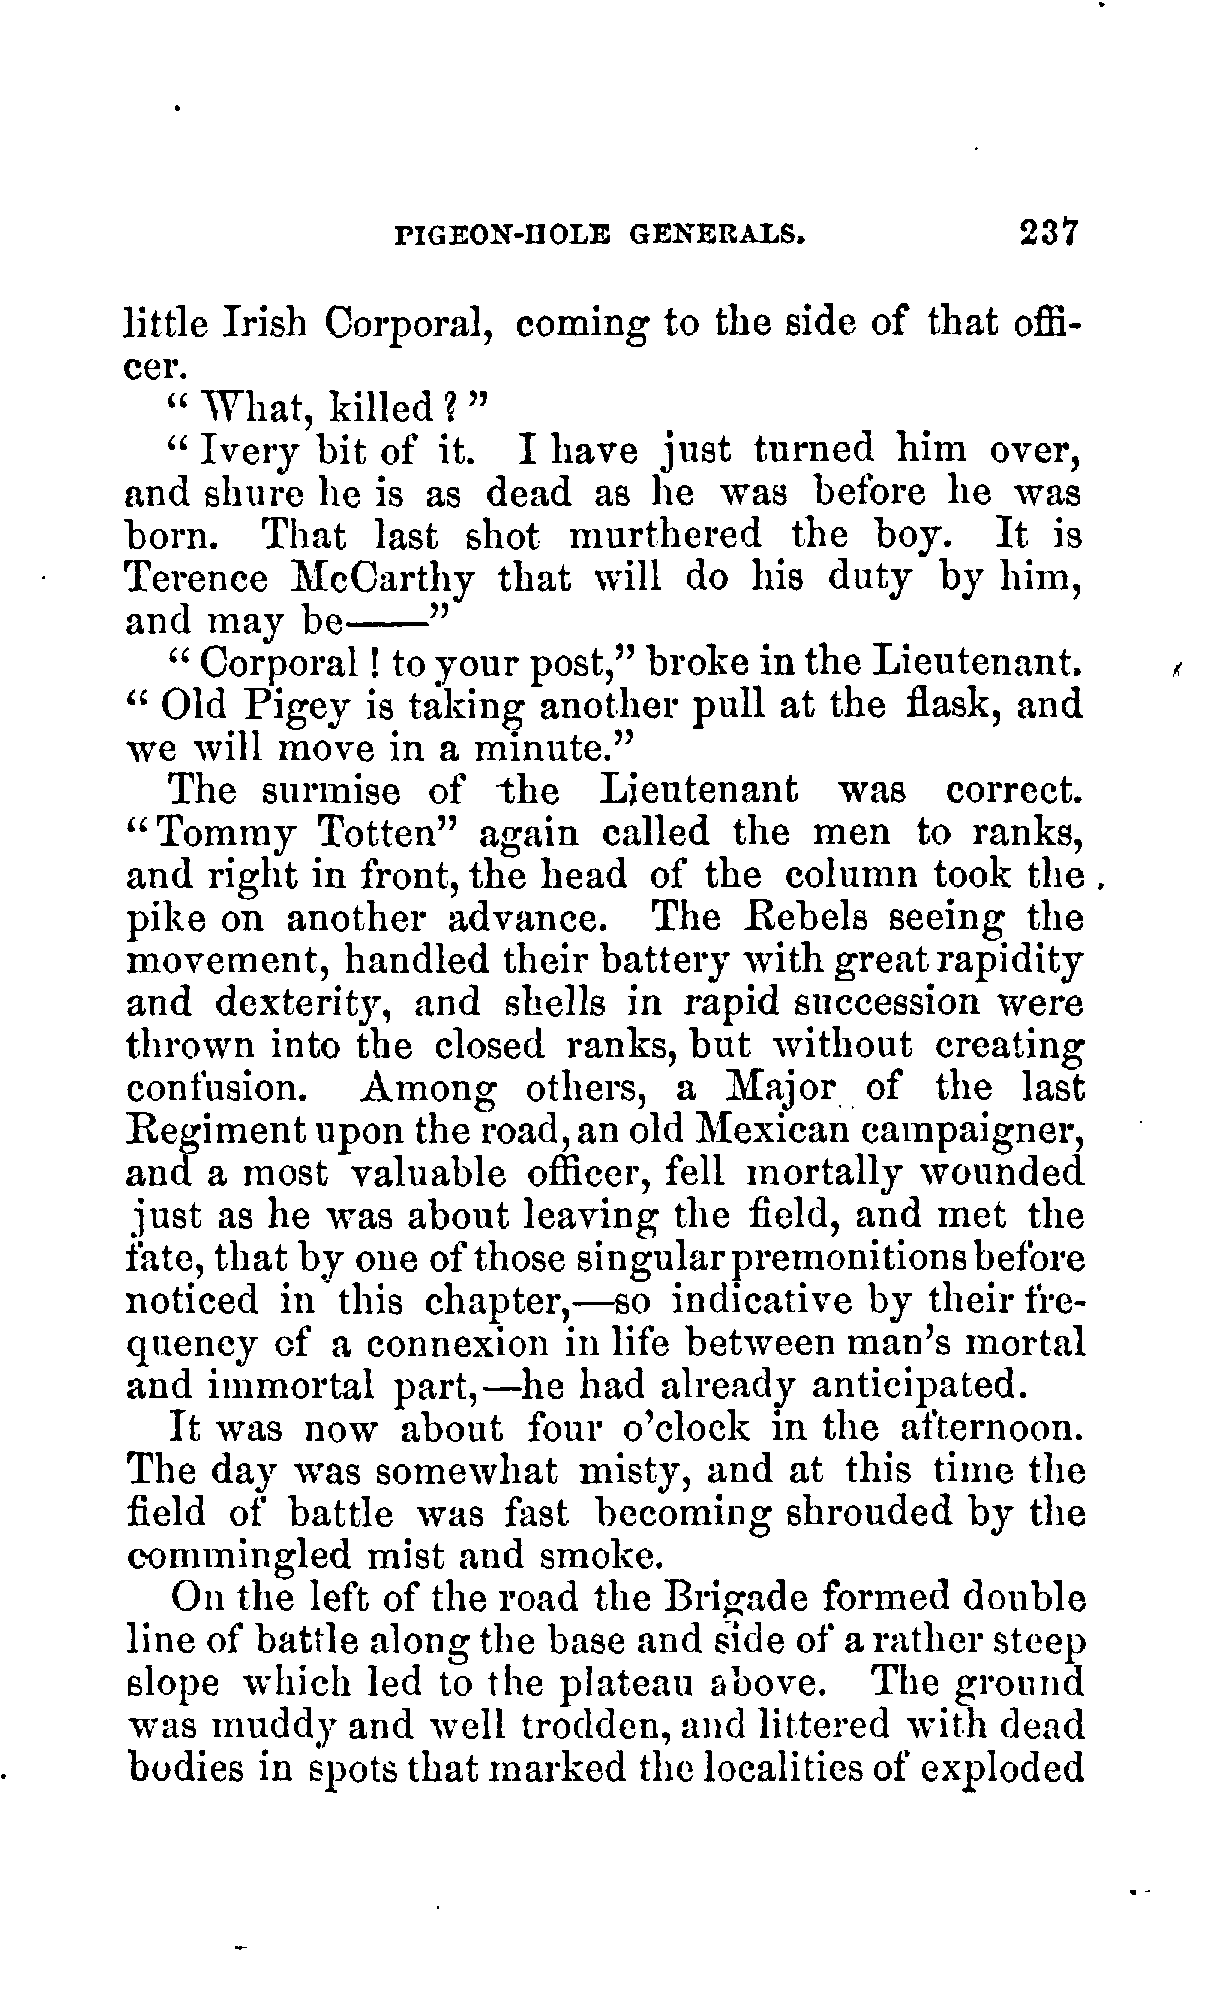 PIGEON-HOLE GENERALS. 237
little Irish Corporal, coming to the side of that offi-
cer.
" What, killed ? "
" Ivery bit of it. I have just turned him over,
and shure he is as dead as he was before he was
born. That last shot murthered the boy. It is
Terence McCarthy that will do his duty by him,
and may be——"
" Corporal ! to your post," broke in the Lieutenant.
" Old Pigey is taking another pull at the flask, and
we will move in a minute."
The surmise of the Lieutenant was correct.
"Tommy Totten" again called the men to ranks,
and right in front, the head of the column took the
pike on another advance. The Rebels seeing the
movement, handled their battery with great rapidity
and dexterity, and shells in rapid succession were
thrown into the closed ranks, but without creating
confusion. Among others, a Major of the last
Regiment upon the road, an old Mexican campaigner,
and a most valuable officer, fell mortally wounded
just as he was about leaving the field, and met the
fate, that by one of those singular premonitions before
noticed in this chapter,—so indicative by their fre-
quency of a connexion in life between man's mortal
and immortal part,—he had already anticipated.
It was now about four o'clock in the afternoon.
The day was somewhat misty, and at this time the
field of battle was fast becoming shrouded by the
commingled mist and smoke.
On the left of the road the Brigade formed double
line of battle along the base and side of a rather steep
slope which led to the plateau above. The ground
was muddy and well trodden, and littered with dead
bodies in spots that marked the localities of exploded